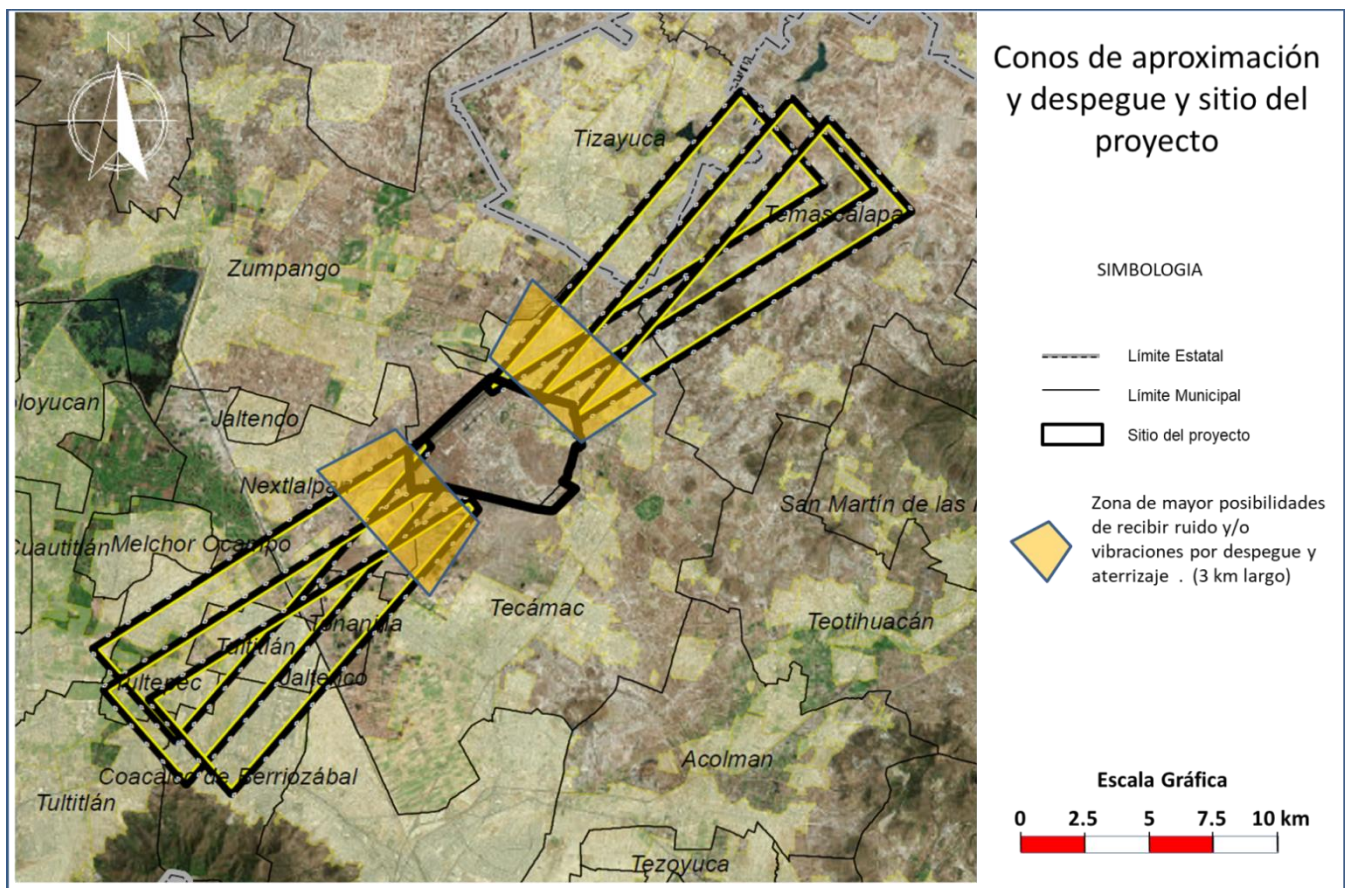 Conos de aproximación
y despegue y sitio del
proyecto
SIMBOLOGIA
Límite Estatal
Límite Municipal
Sitio del proyecto
Zona de mayor posibilidades
de recibir ruido y/o
vibraciones por despegue y
aterrizaje . (3 km largo)
Escala Gráfica
0 2.5 5 7.5 10 km
N
Tizayuca
Temascalapa
Zumpango
loyucan
Jaltenco
Nextlalpan
San Martín de las
Cuautitlán
Melchor Ocampo
Tecámac
Teotihuacán
Tonanitla
Tultitlán
Jaltenco
Tultepec
Acolman
Coacalco de Berriozábal
Tultitlán
Tezoyuca